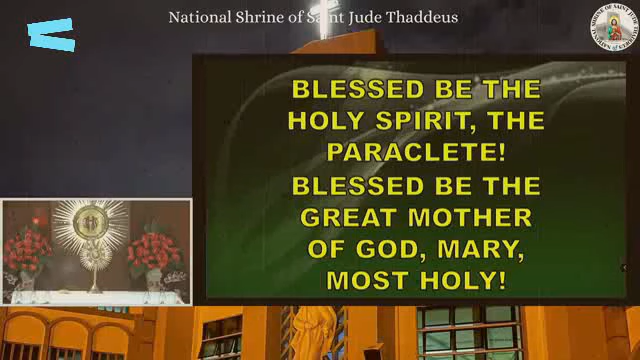 National Shrine of Saint Jude Thaddeus
BLESSED BE THE
HOLY SPIRIT, THE
PARACLETE!
BLESSED BE THE
GREAT MOTHER
OF GOD, MARY,
MOST HOLY!